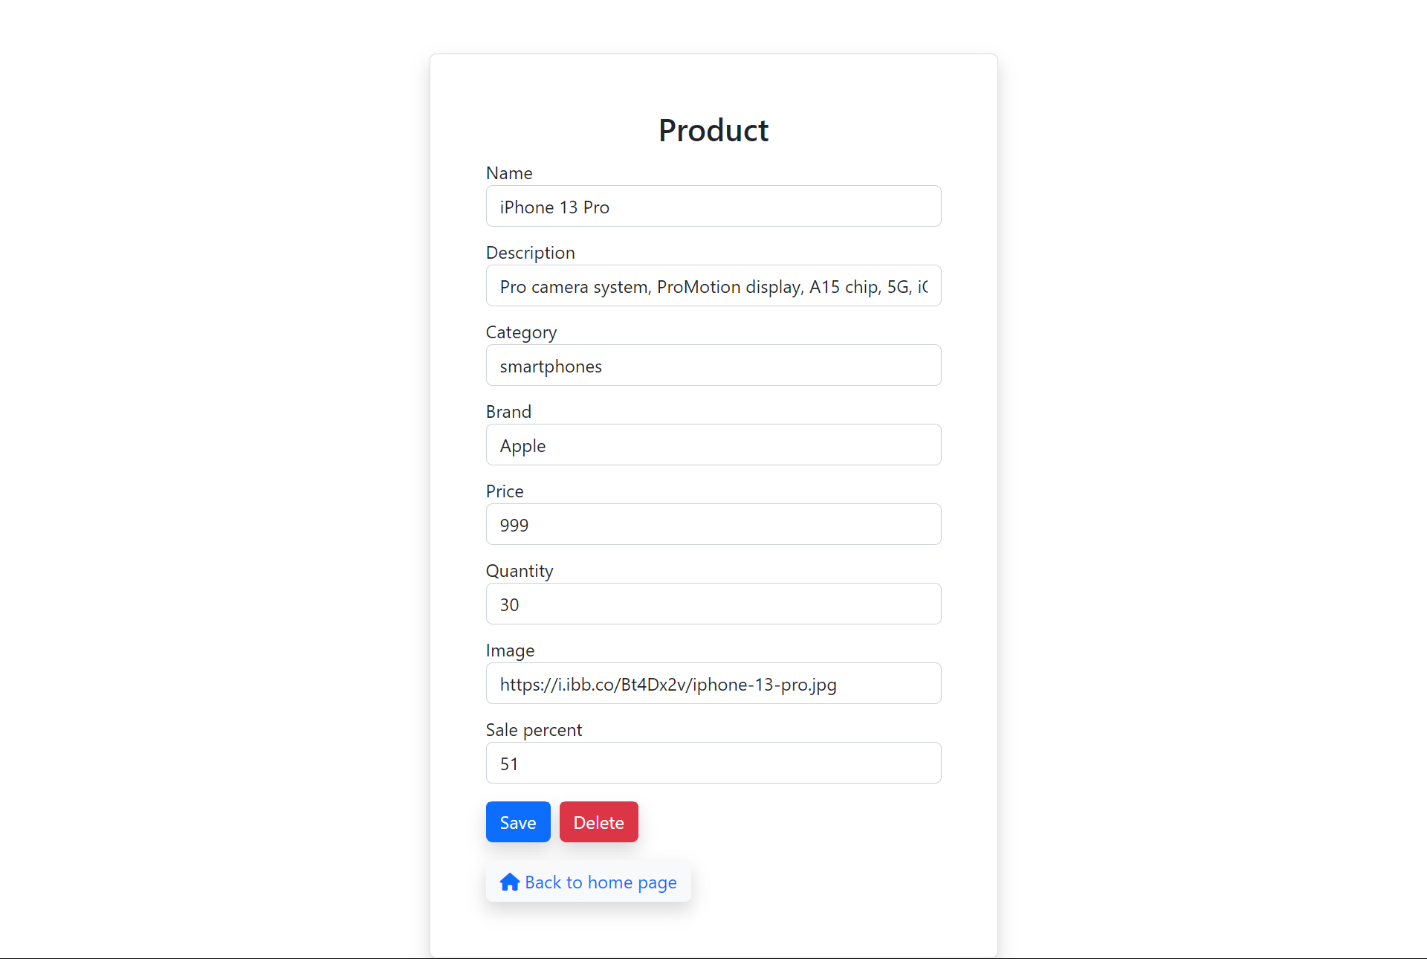 Product
Name
iPhone 13 Pro
Description
Pro camera system, ProMotion display, A15 chip, 5G,
Category
smartphones
Brand
Apple
Price
999
Quantity
30
Image
https://i.ibb.co/Bt4Dx2v/iphone-13-pro.jpg
Sale percent
51
Save Delete
Back to home page